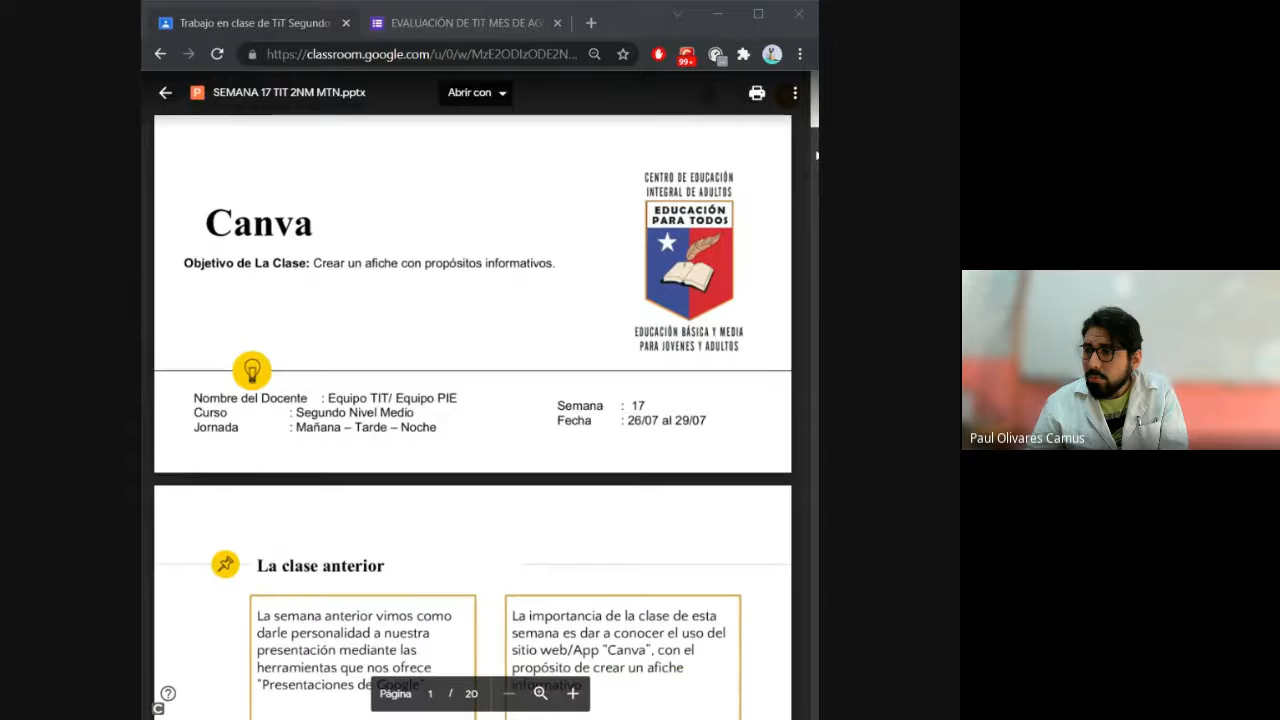 Trabajo en clase de TiT Segundo
EVALUACIÓN DE TIT MES DE AG
https://classroom.google.com/u/0/w/MzE2ODIzODE2N...
99+
P SEMANA 17 TIT 2NM MTN.pptx
Abrir con
Canva
Objetivo de La Clase: Crear un afiche con propósitos informativos.
CENTRO DE EDUCACIÓN
INTEGRAL DE ADULTOS
EDUCACIÓN
PARA TODOS
EDUCACIÓN BÁSICA Y MEDIA
PARA JOVENES Y ADULTOS
Nombre del Docente : Equipo TIT/ Equipo PIE
Curso : Segundo Nivel Medio
Jornada : Mañana – Tarde – Noche
Semana : 17
Fecha : 26/07 al 29/07
La clase anterior
La semana anterior vimos como
darle personalidad a nuestra
presentación mediante las
herramientas que nos ofrece
"Presentaciones de Google"
La importancia de la clase de esta
semana es dar a conocer el uso del
sitio web/App "Canva", con el
propósito de crear un afiche
informativo
Página 1 / 20
Paul Olivares Camus